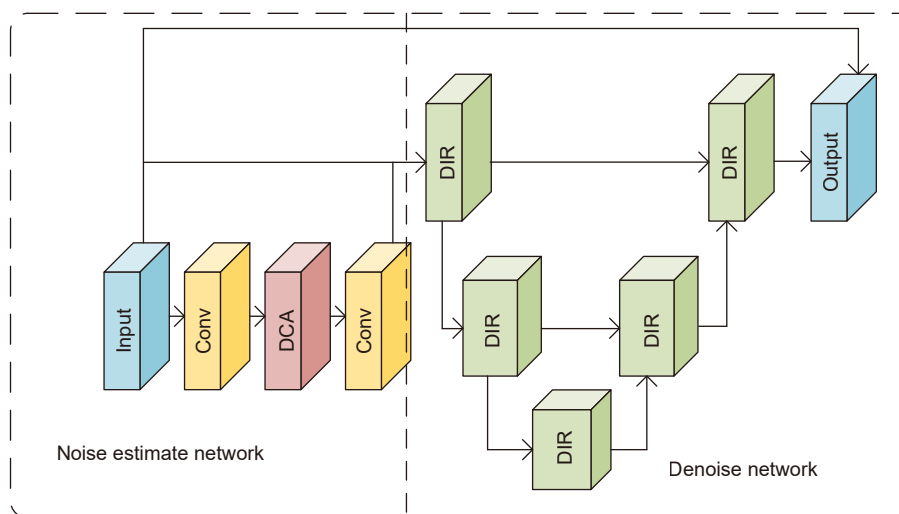 DIR
DIR
Output
Input
Conv
DCA
Conv
DIR
DIR
DIR
Noise estimate network
Denoise network